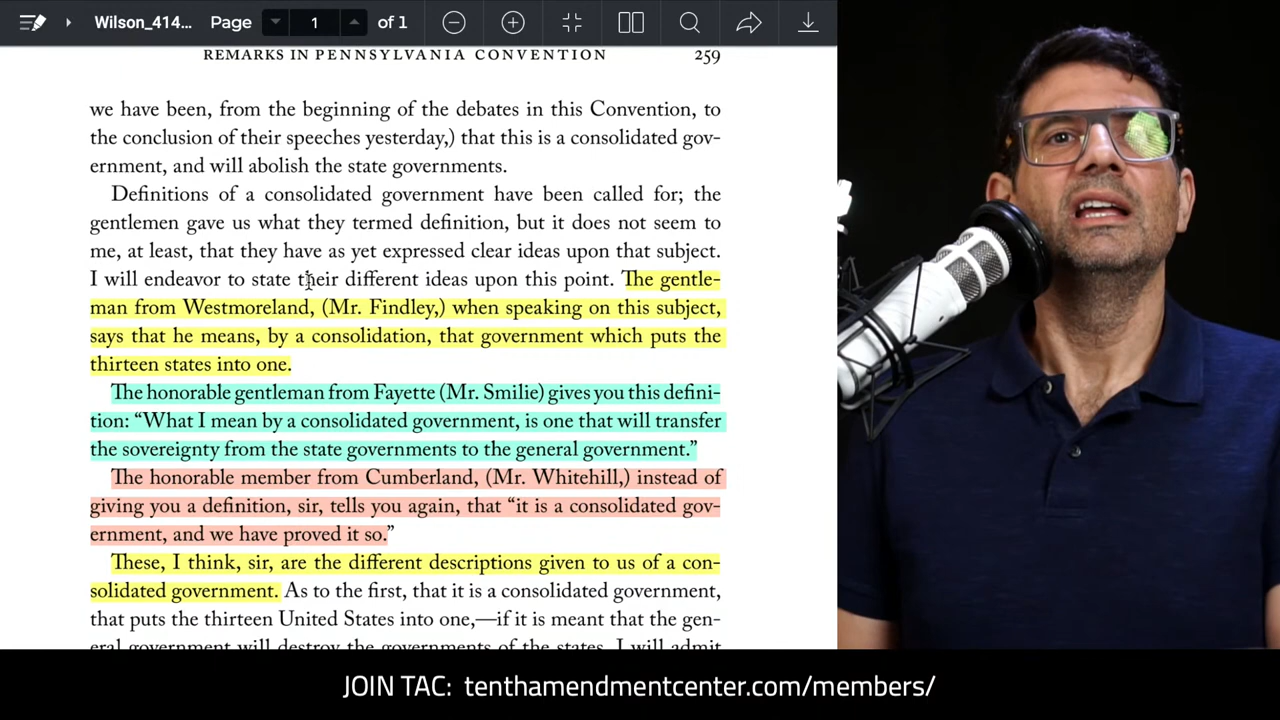 Wilson_414... Page 1 of 1
REMARKS IN PENNSYLVANIA CONVENTION 259
we have been, from the beginning of the debates in this Convention, to
the conclusion of their speeches yesterday,) that this is a consolidated gov-
ernment, and will abolish the state governments.
Definitions of a consolidated government have been called for; the
gentlemen gave us what they termed definition, but it does not seem to
me, at least, that they have as yet expressed clear ideas upon that subject.
I will endeavor to state their different ideas upon this point. The gentle-
man from Westmoreland, (Mr. Findley,) when speaking on this subject,
says that he means, by a consolidation, that government which puts the
thirteen states into one.
The honorable gentleman from Fayette (Mr. Smilie) gives you this defini-
tion: “What I mean by a consolidated government, is one that will transfer
the sovereignty from the state governments to the general government.”
The honorable member from Cumberland, (Mr. Whitehill,) instead of
giving you a definition, sir, tells you again, that “it is a consolidated gov-
ernment, and we have proved it so.”
These, I think, sir, are the different descriptions given to us of a con-
solidated government. As to the first, that it is a consolidated government,
that puts the thirteen United States into one,—if it is meant that the gen-
eral government will destroy the governments of the states, I will admit
JOIN TAC: tenthamendmentcenter.com/members/